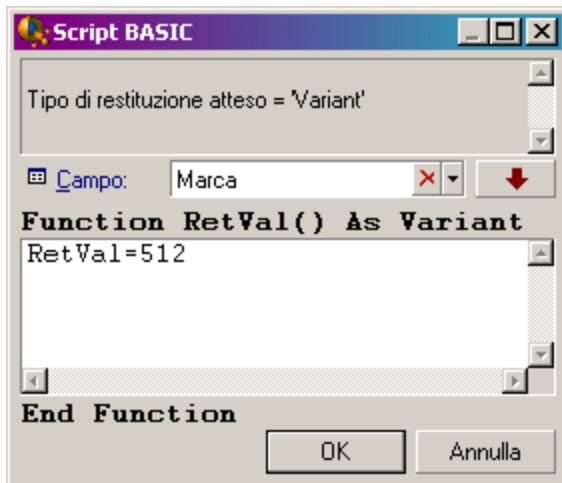 Script BASIC
Tipo di restituzione atteso = 'Variant'
Campo: Marca
Function RetVal() As Variant
RetVal=512
End Function
OK Annulla